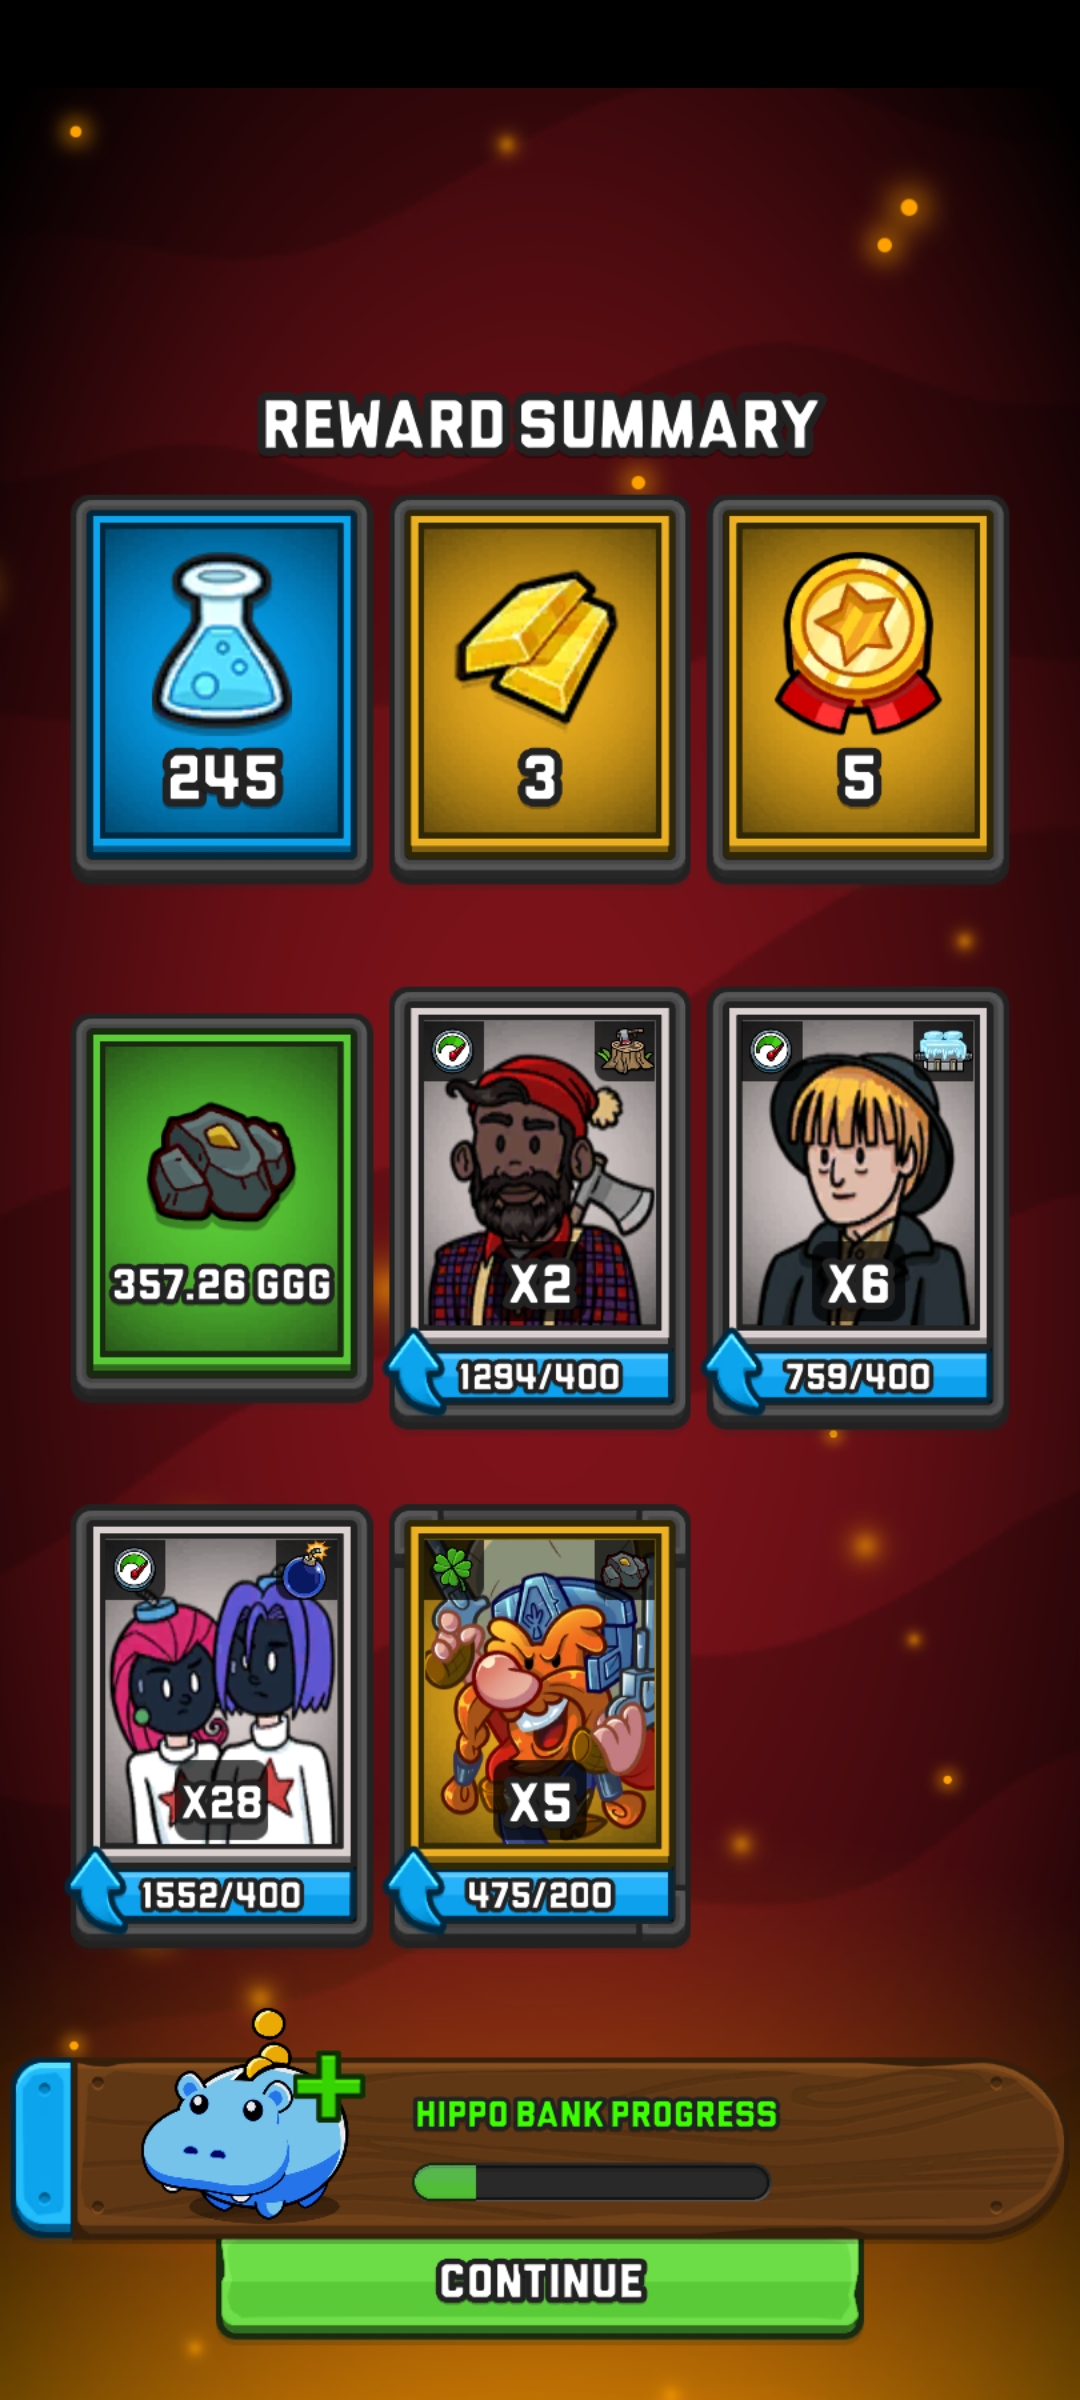 REWARD SUMMARY
245
3
5
357.26 GGG
X2
1294/400
X6
759/400
X28
1552/400
X5
475/200
HIPPO BANK PROGRESS
CONTINUE